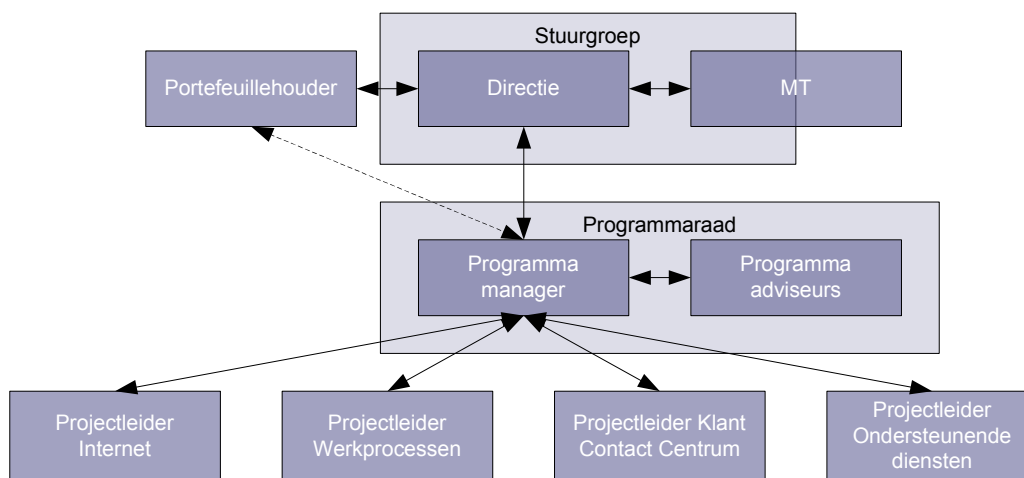 Stuurgroep
Portefeuillehouder
Directie
MT
Programmaraad
Programma
manager
Programma
adviseurs
Projectleider
Internet
Projectleider
Werkprocessen
Projectleider Klant
Contact Centrum
Projectleider
Ondersteunende
diensten